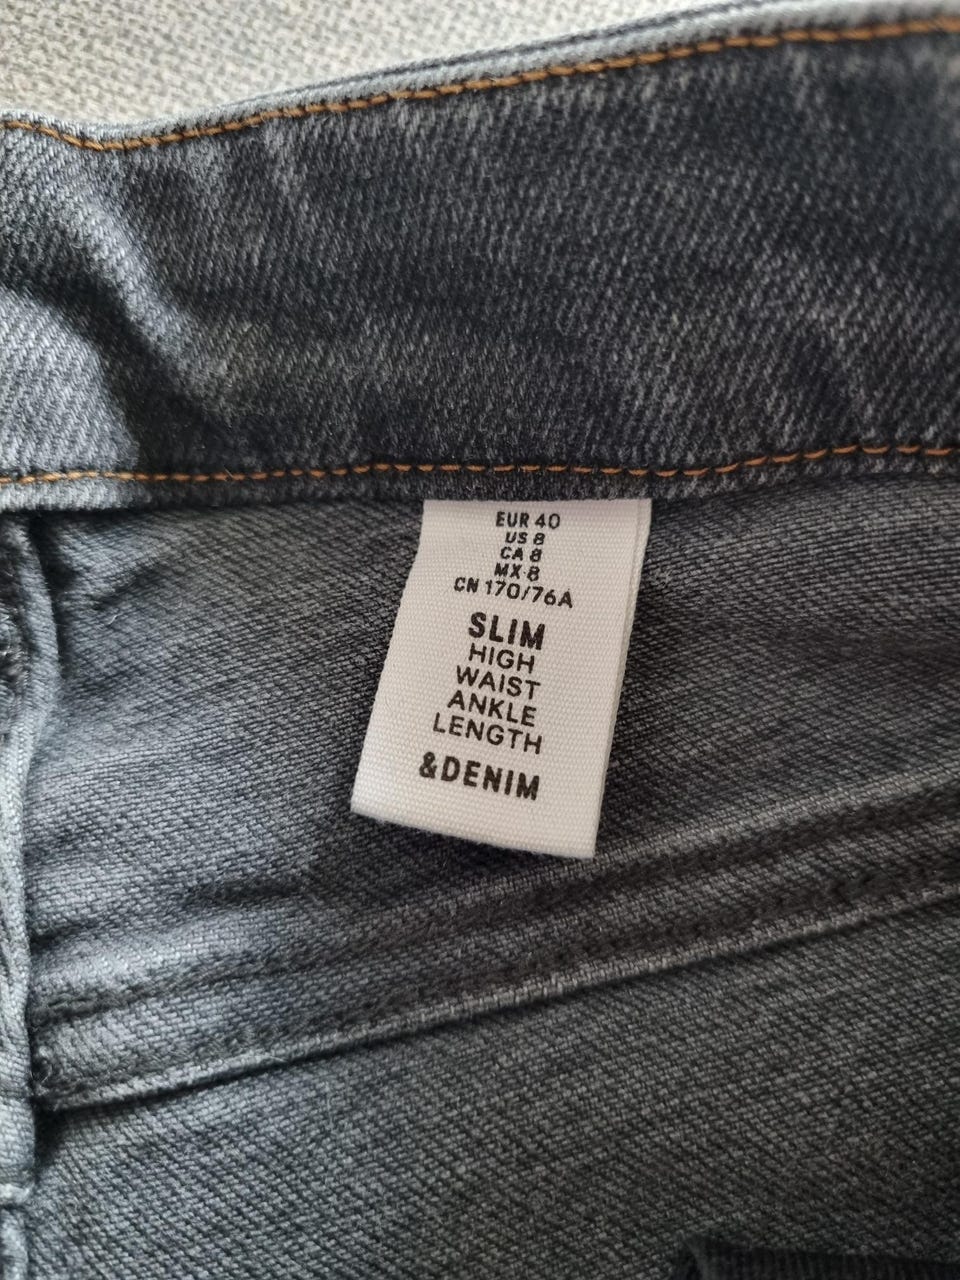 EUR 40
US 8
CA 8
MX 8
CN 170/76A
SLIM
HIGH
WAIST
ANKLE
LENGTH
&DENIM